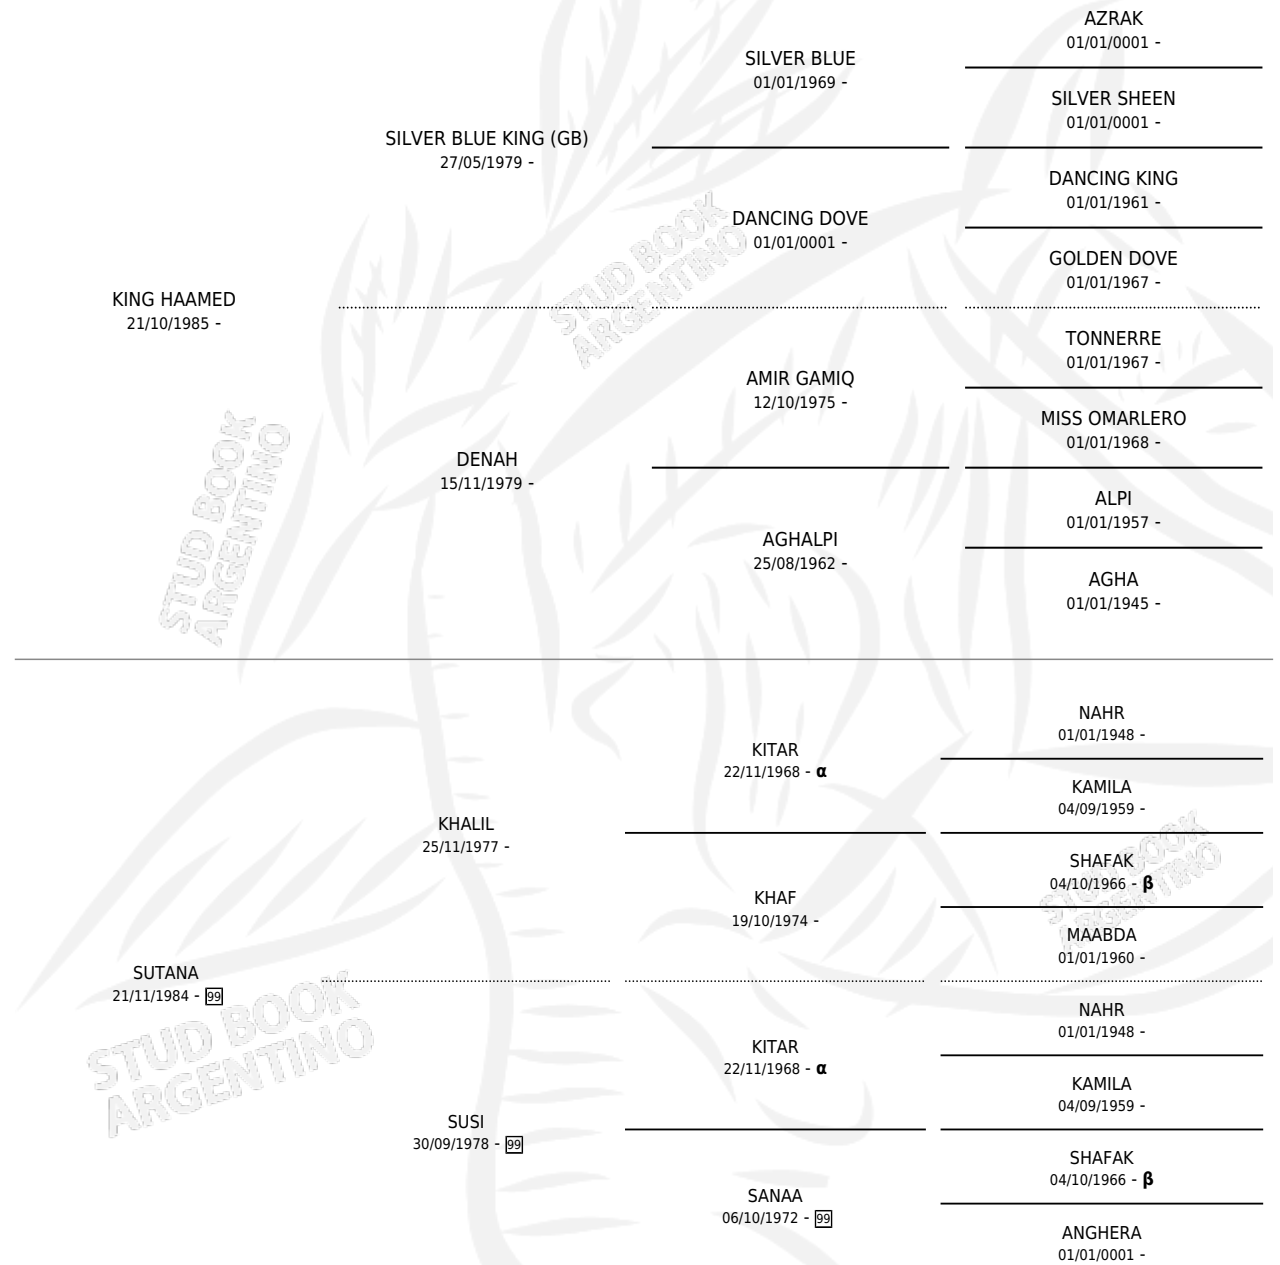 KING HAAMED
21/10/1985 -
SILVER BLUE KING (GB)
27/05/1979 -
SILVER BLUE
01/01/1969 -
AZRAK
01/01/0001 -
SILVER SHEEN
01/01/0001 -
DANCING DOVE
01/01/0001 -
DANCING KING
01/01/1961 -
GOLDEN DOVE
01/01/1967 -
DENAH
15/11/1979 -
AMIR GAMIQ
12/10/1975 -
TONNERRE
01/01/1967 -
MISS OMARLERO
01/01/1968 -
AGHALPI
25/08/1962 -
ALPI
01/01/1957 -
AGHA
01/01/1945 -
SUTANA
21/11/1984 - 99
KHALIL
25/11/1977 -
KITAR
22/11/1968 - α
NAHR
01/01/1948 -
KAMILA
04/09/1959 -
KHAF
19/10/1974 -
SHAFAK
04/10/1966 - β
MAABDA
01/01/1960 -
SUSI
30/09/1978 - 99
KITAR
22/11/1968 - α
NAHR
01/01/1948 -
KAMILA
04/09/1959 -
SANAA
06/10/1972 - 99
SHAFAK
04/10/1966 - β
ANGHERA
01/01/0001 -
STUD BOOK
ARGENTINO
STUD BOOK
ARGENTINO
STUD BOOK
ARGENTINO
STUD BOOK
ARGENTINO